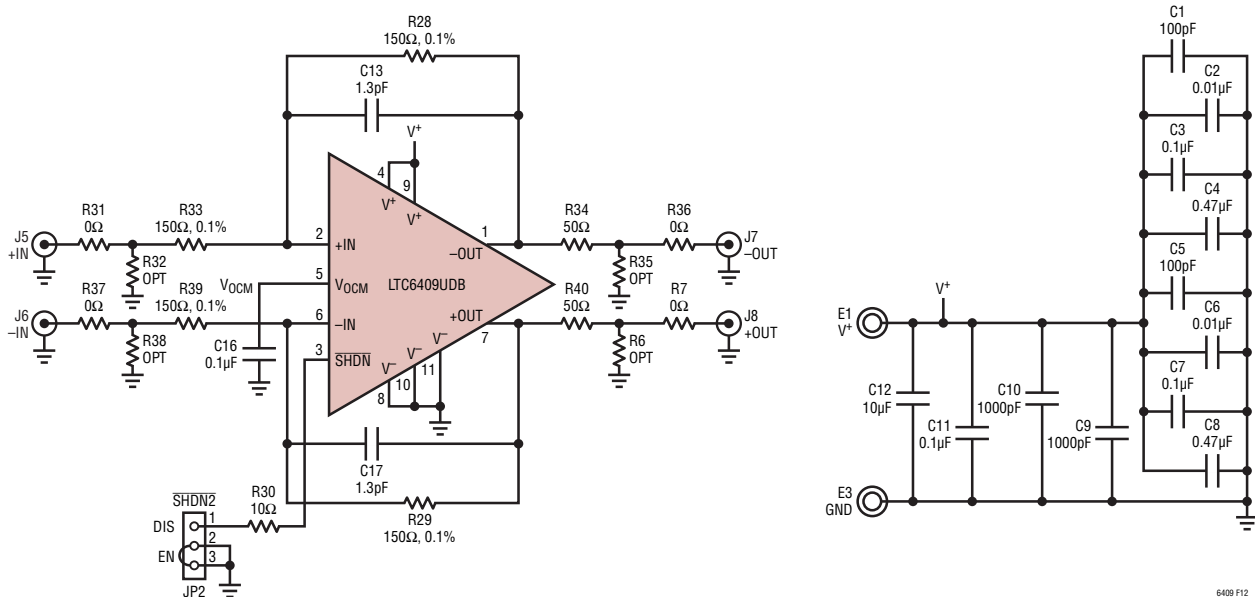 R28
150Ω, 0.1%
C13
1.3pF
V⁺
4
9
V⁺
V⁺
J5
+IN
R31
0Ω
R33
150Ω, 0.1%
R32
OPT
2
+IN
1
–OUT
R34
50Ω
R36
0Ω
R35
OPT
J7
–OUT
V_OCM
5
V_OCM
LTC6409UDB
J6
–IN
R37
0Ω
R39
150Ω, 0.1%
R38
OPT
6
–IN
+OUT
7
R40
50Ω
R7
0Ω
R6
OPT
J8
+OUT
C16
0.1µF
3
S̅H̅D̅N̅
V⁻
V⁻
V⁻
8
10
11
C17
1.3pF
R29
150Ω, 0.1%
S̅H̅D̅N̅2̅
R30
10Ω
DIS
1
EN
2
3
JP2
C1
100pF
C2
0.01µF
C3
0.1µF
C4
0.47µF
C5
100pF
C6
0.01µF
C7
0.1µF
C8
0.47µF
E1
V⁺
V⁺
C12
10µF
C11
0.1µF
C10
1000pF
C9
1000pF
E3
GND
6409 F12